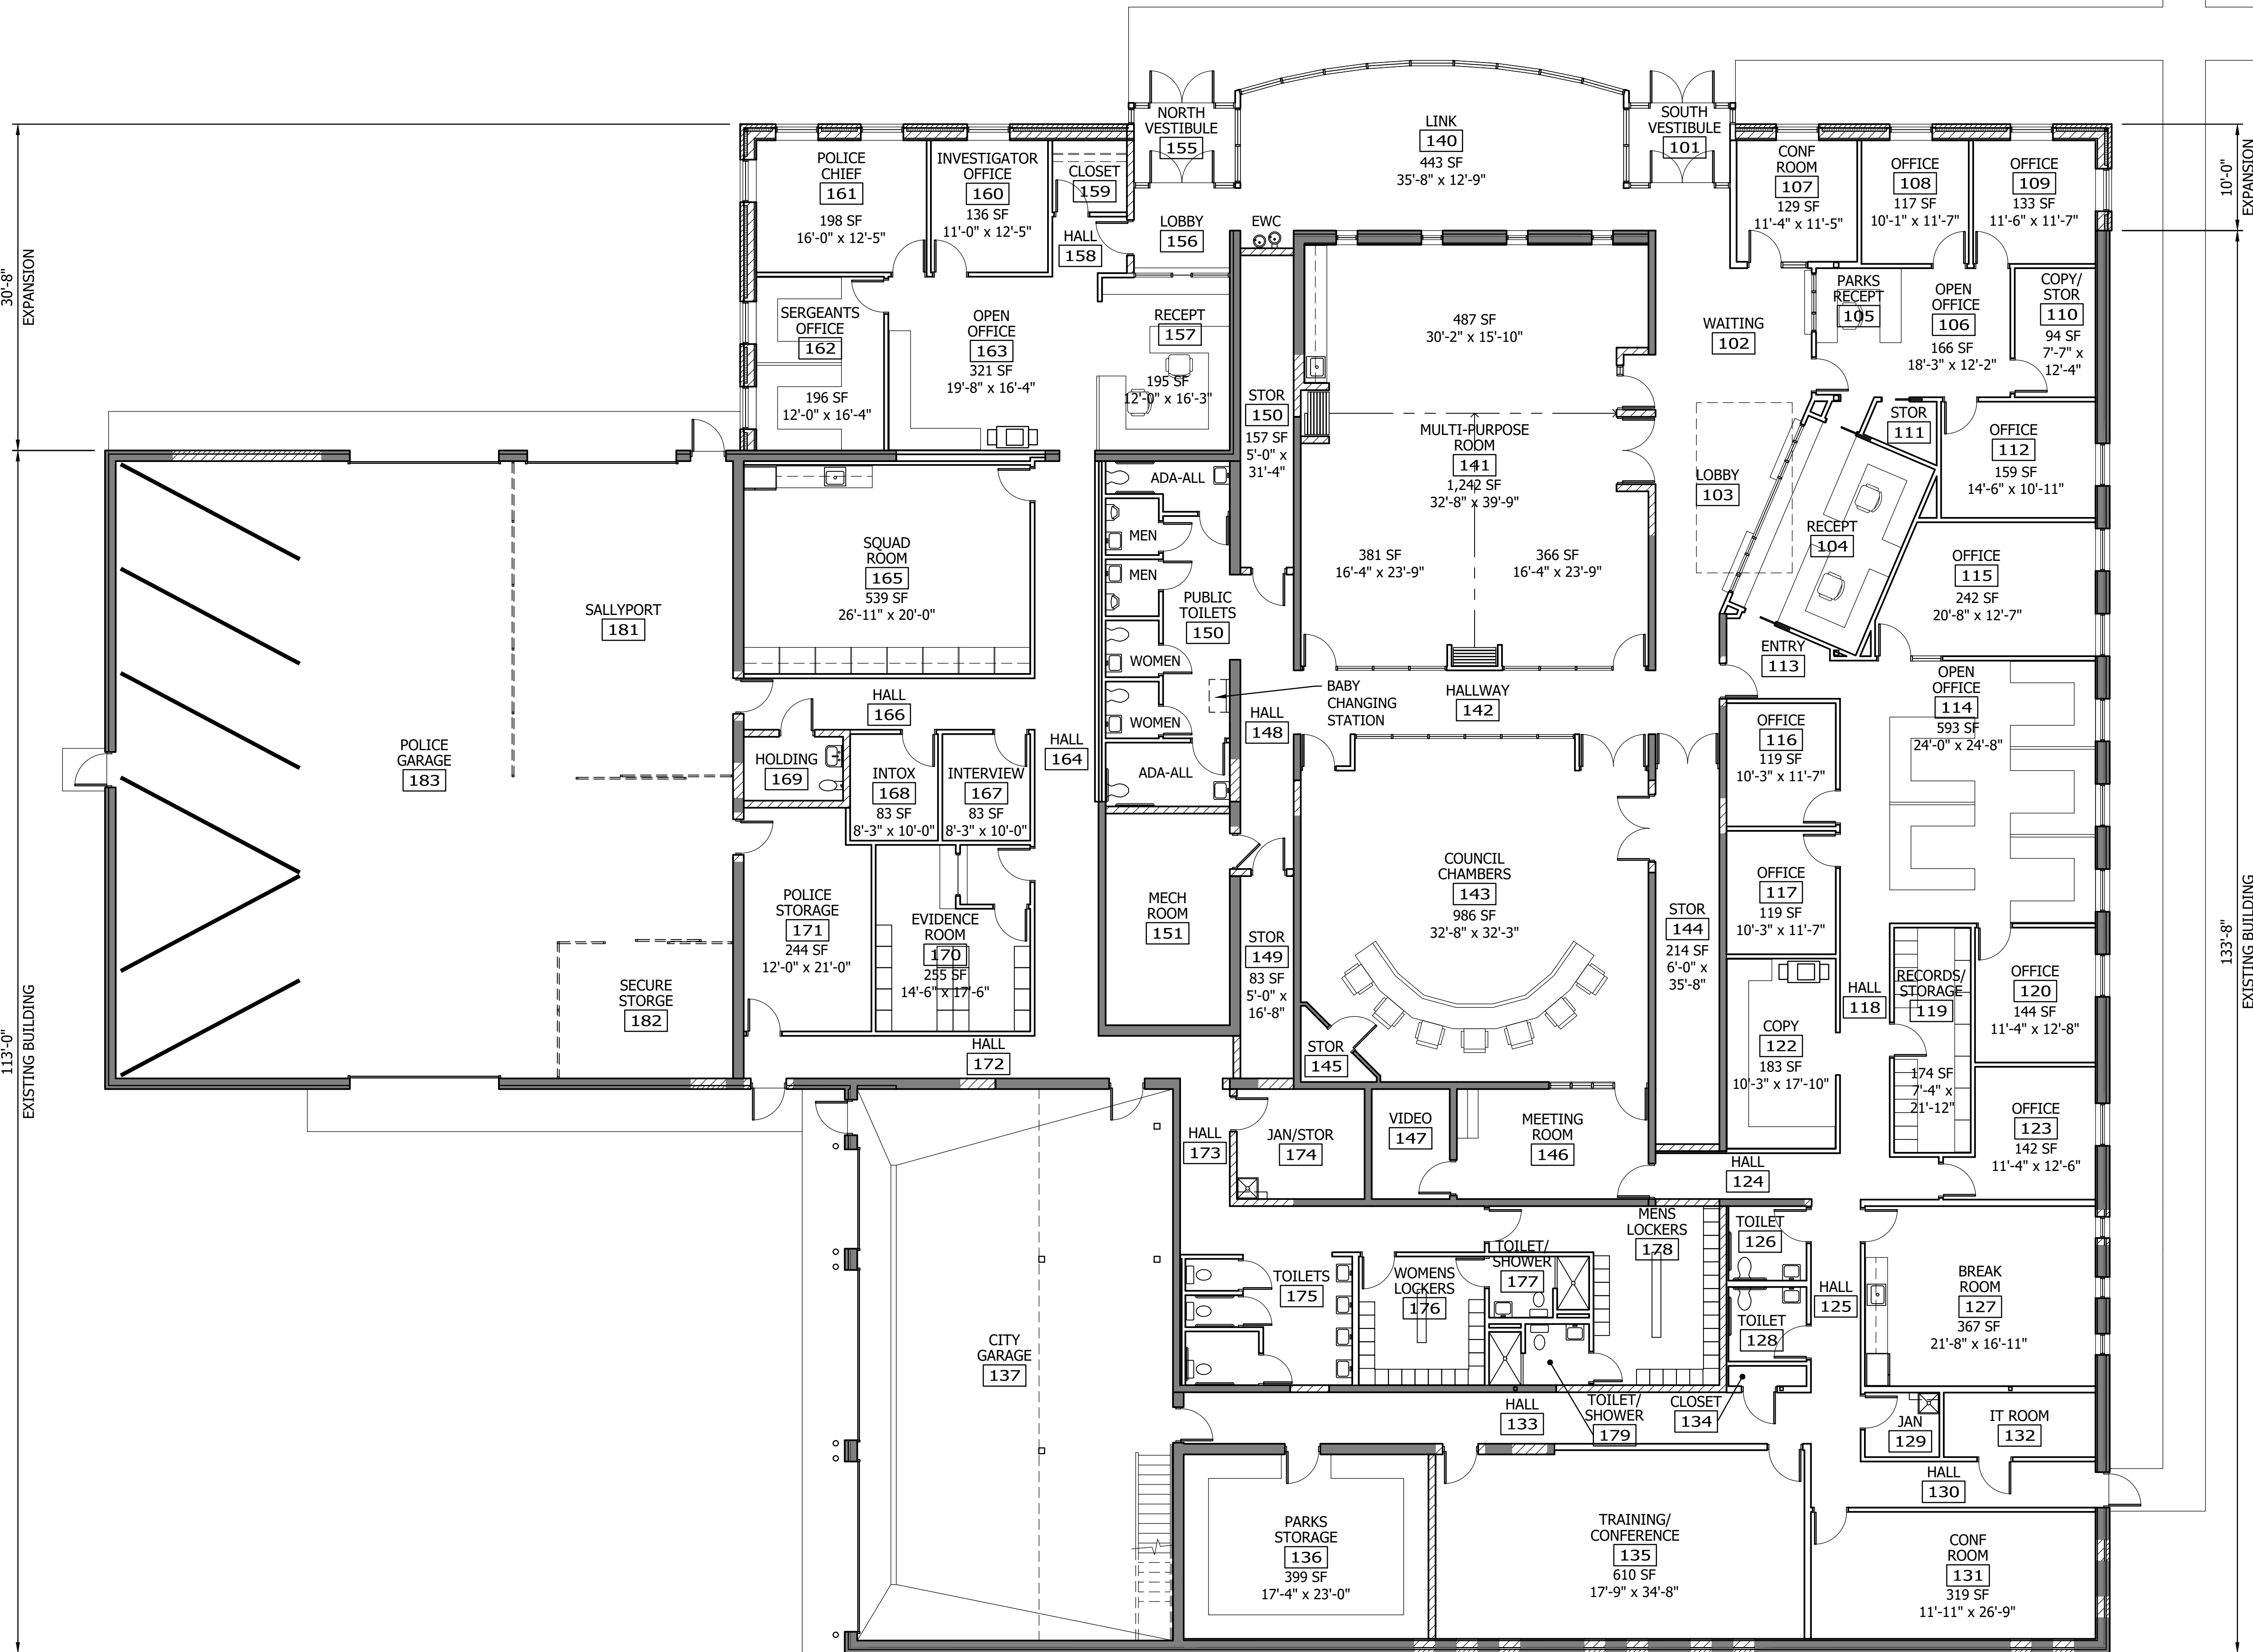 NORTH
VESTIBULE
155
LINK
140
443 SF
35'-8" x 12'-9"
SOUTH
VESTIBULE
101
POLICE
CHIEF
161
198 SF
16'-0" x 12'-5"
INVESTIGATOR
OFFICE
160
136 SF
11'-0" x 12'-5"
CLOSET
159
HALL
158
LOBBY
156
EWC
CONF
ROOM
107
129 SF
11'-4" x 11'-5"
OFFICE
108
117 SF
10'-1" x 11'-7"
OFFICE
109
133 SF
11'-6" x 11'-7"
10'-0"
EXPANSION
30'-8"
EXPANSION
SERGEANTS
OFFICE
162
196 SF
12'-0" x 16'-4"
OPEN
OFFICE
163
321 SF
19'-8" x 16'-4"
RECEPT
157
195 SF
12'-0" x 16'-3"
STOR
150
157 SF
5'-0" x
31'-4"
487 SF
30'-2" x 15'-10"
MULTI-PURPOSE
ROOM
141
1,242 SF
32'-8" x 39'-9"
381 SF
16'-4" x 23'-9"
366 SF
16'-4" x 23'-9"
WAITING
102
PARKS
RECEPT
105
OPEN
OFFICE
106
166 SF
18'-3" x 12'-2"
COPY/
STOR
110
94 SF
7'-7" x
12'-4"
STOR
111
OFFICE
112
159 SF
14'-6" x 10'-11"
LOBBY
103
RECEPT
104
OFFICE
115
242 SF
20'-8" x 12'-7"
ENTRY
113
OPEN
OFFICE
114
593 SF
24'-0" x 24'-8"
SQUAD
ROOM
165
539 SF
26'-11" x 20'-0"
ADA-ALL
MEN
MEN
PUBLIC
TOILETS
150
WOMEN
WOMEN
ADA-ALL
BABY
CHANGING
STATION
HALLWAY
142
HALL
148
SALLYPORT
181
POLICE
GARAGE
183
HALL
166
HOLDING
169
INTOX
168
83 SF
8'-3" x 10'-0"
INTERVIEW
167
83 SF
8'-3" x 10'-0"
HALL
164
OFFICE
116
119 SF
10'-3" x 11'-7"
OFFICE
117
119 SF
10'-3" x 11'-7"
POLICE
STORAGE
171
244 SF
12'-0" x 21'-0"
EVIDENCE
ROOM
170
255 SF
14'-6" x 17'-6"
MECH
ROOM
151
STOR
149
83 SF
5'-0" x
16'-8"
COUNCIL
CHAMBERS
143
986 SF
32'-8" x 32'-3"
STOR
144
214 SF
6'-0" x
35'-8"
STOR
145
HALL
118
RECORDS/
STORAGE
119
174 SF
7'-4" x
21'-12"
OFFICE
120
144 SF
11'-4" x 12'-8"
COPY
122
183 SF
10'-3" x 17'-10"
OFFICE
123
142 SF
11'-4" x 12'-6"
133'-8"
EXISTING BUILDING
113'-0"
EXISTING BUILDING
SECURE
STORGE
182
HALL
172
HALL
173
JAN/STOR
174
VIDEO
147
MEETING
ROOM
146
HALL
124
MENS
LOCKERS
178
TOILET
126
TOILETS
175
WOMENS
LOCKERS
176
TOILET/
SHOWER
177
HALL
125
TOILET
128
BREAK
ROOM
127
367 SF
21'-8" x 16'-11"
CITY
GARAGE
137
HALL
133
TOILET/
SHOWER
179
CLOSET
134
JAN
129
IT ROOM
132
HALL
130
PARKS
STORAGE
136
399 SF
17'-4" x 23'-0"
TRAINING/
CONFERENCE
135
610 SF
17'-9" x 34'-8"
CONF
ROOM
131
319 SF
11'-11" x 26'-9"